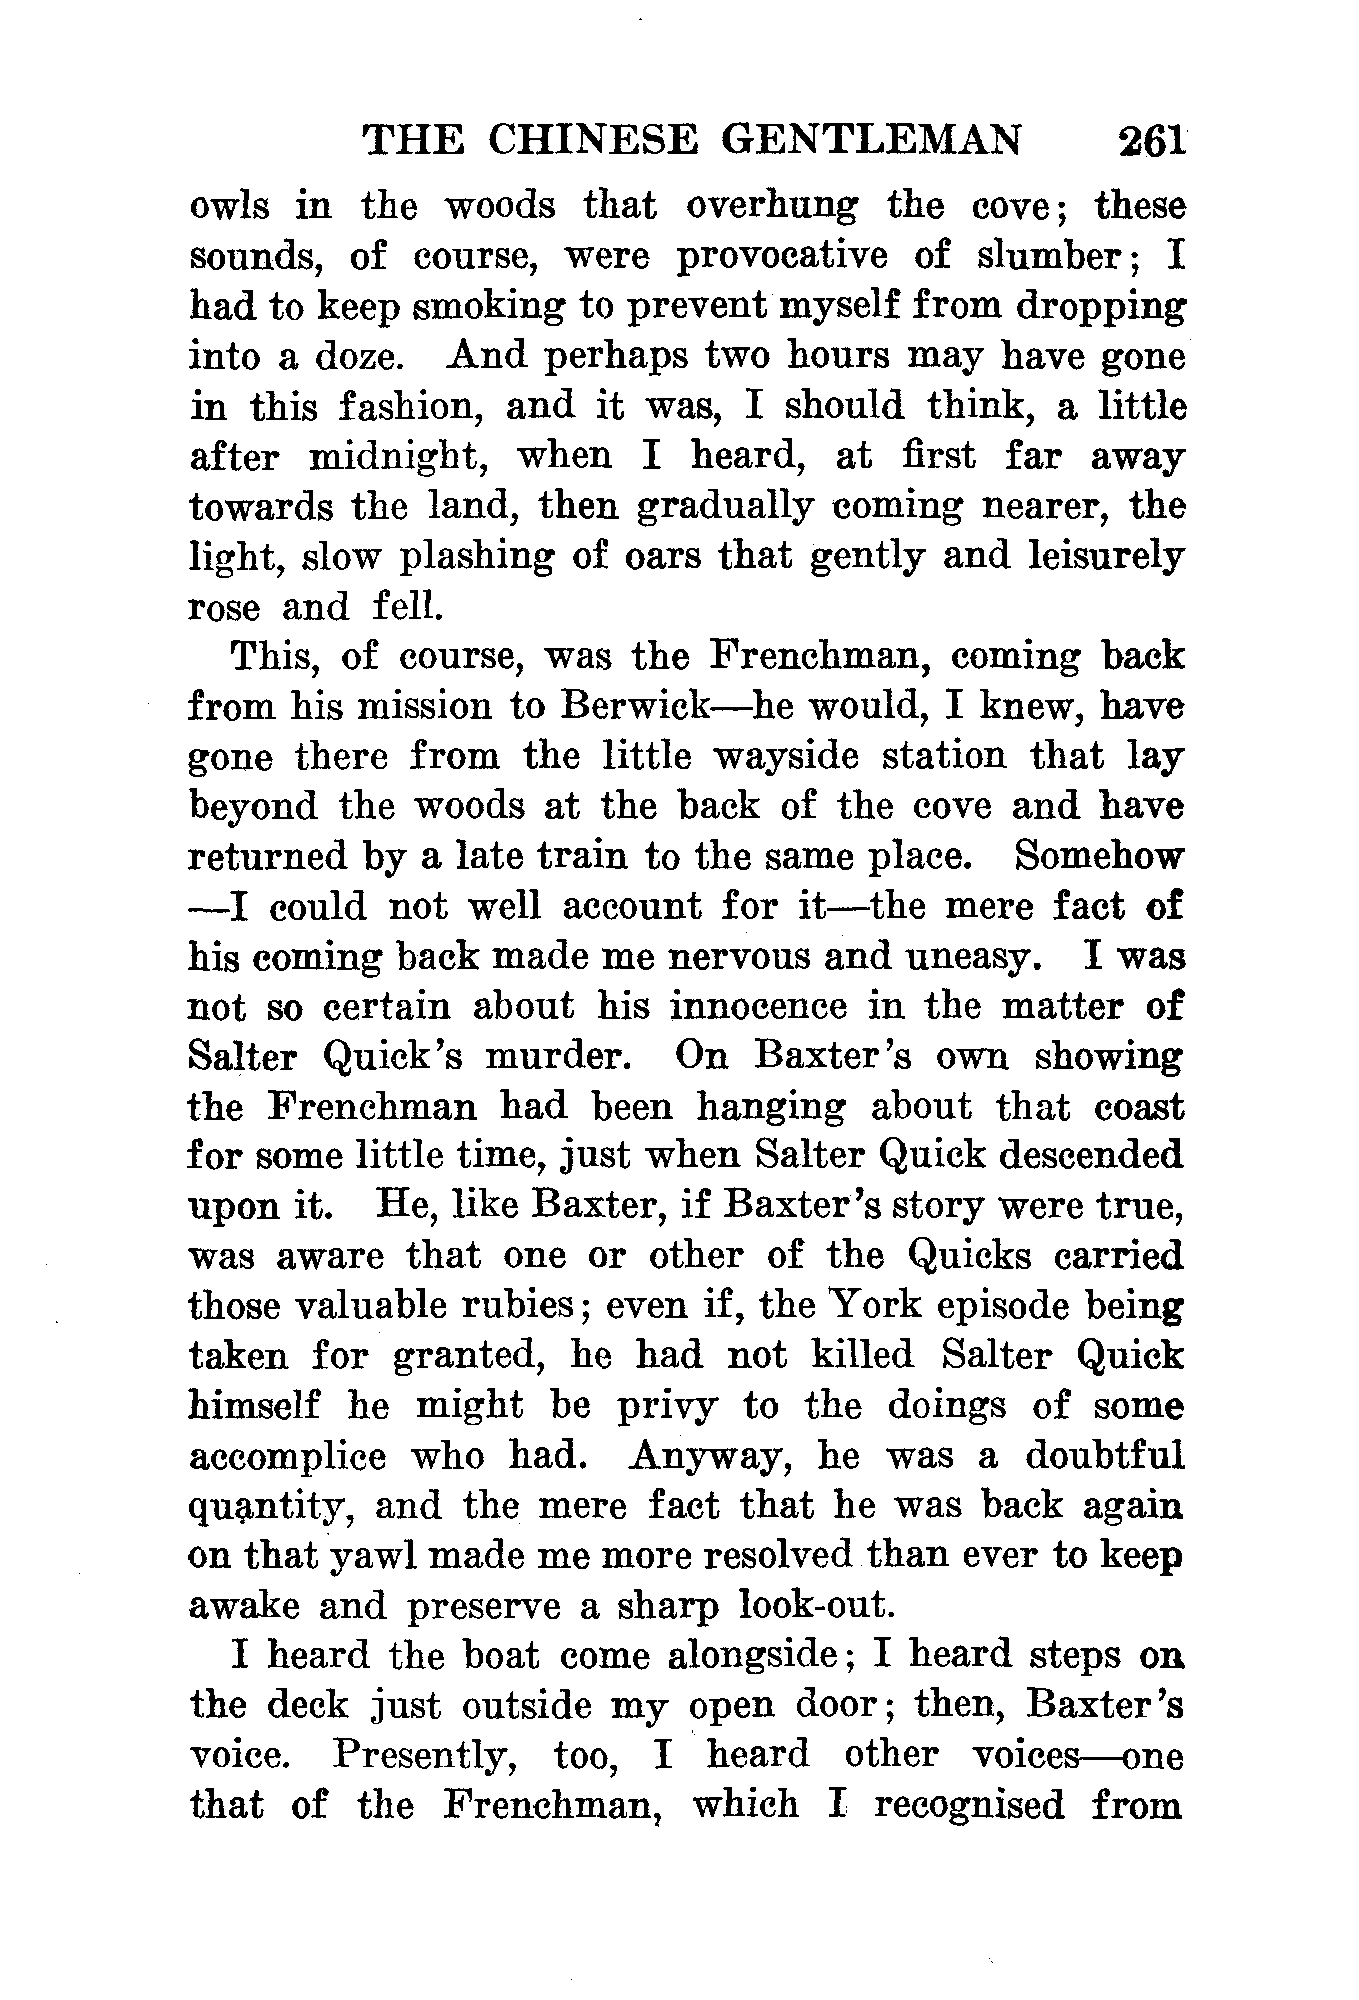 THE CHINESE GENTLEMAN 261
owls in the woods that overhung the cove; these
sounds, of course, were provocative of slumber; I
had to keep smoking to prevent myself from dropping
into a doze. And perhaps two hours may have gone
in this fashion, and it was, I should think, a little
after midnight, when I heard, at first far away
towards the land, then gradually coming nearer, the
light, slow plashing of oars that gently and leisurely
rose and fell.
This, of course, was the Frenchman, coming back
from his mission to Berwick—he would, I knew, have
gone there from the little wayside station that lay
beyond the woods at the back of the cove and have
returned by a late train to the same place. Somehow
—I could not well account for it—the mere fact of
his coming back made me nervous and uneasy. I was
not so certain about his innocence in the matter of
Salter Quick's murder. On Baxter's own showing
the Frenchman had been hanging about that coast
for some little time, just when Salter Quick descended
upon it. He, like Baxter, if Baxter's story were true,
was aware that one or other of the Quicks carried
those valuable rubies; even if, the York episode being
taken for granted, he had not killed Salter Quick
himself he might be privy to the doings of some
accomplice who had. Anyway, he was a doubtful
quantity, and the mere fact that he was back again
on that yawl made me more resolved than ever to keep
awake and preserve a sharp look-out.
I heard the boat come alongside; I heard steps on
the deck just outside my open door; then, Baxter's
voice. Presently, too, I heard other voices—one
that of the Frenchman, which I recognised from